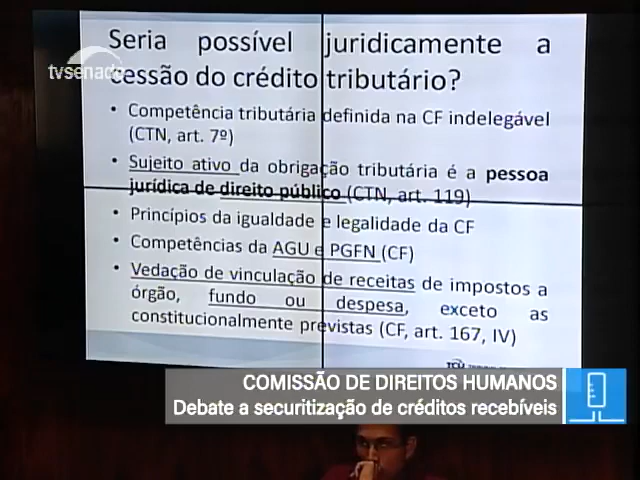 Seria possível juridicamente a
cessão do crédito tributário?
tvsenado
• Competência tributária definida na CF indelegável
(CTN, art. 7º)
• Sujeito ativo da obrigação tributária é a pessoa
jurídica de direito público (CTN, art. 119)
• Princípios da igualdade e legalidade da CF
• Competências da AGU e PGFN (CF)
• Vedação de vinculação de receitas de impostos a
órgão, fundo ou despesa, exceto as
constitucionalmente previstas (CF, art. 167, IV)
TCU
COMISSÃO DE DIREITOS HUMANOS
Debate a securitização de créditos recebíveis